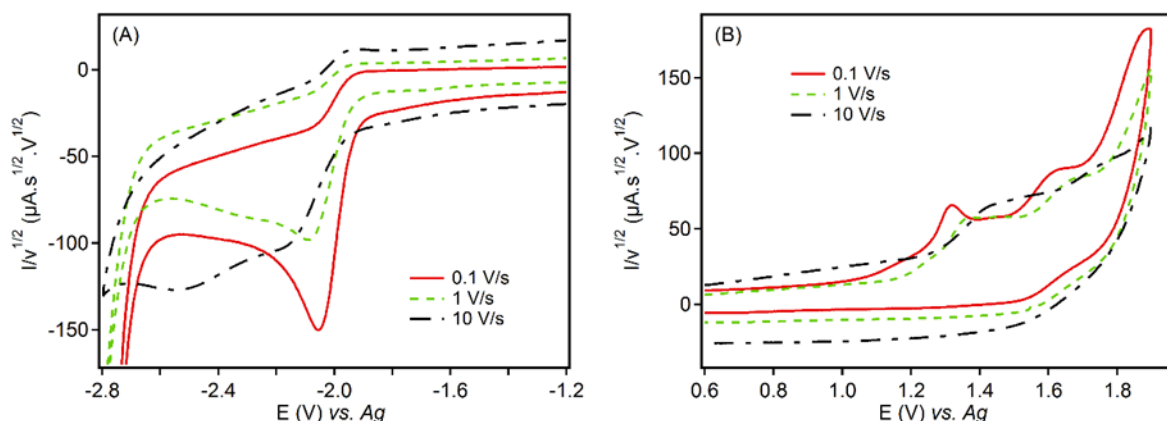 (A)
I/v^1/2 (µA.s^1/2.V^1/2)
0
-50
-100
-150
0.1 V/s
1 V/s
10 V/s
-2.8
-2.4
-2.0
-1.6
-1.2
E (V) vs. Ag
(B)
I/v^1/2 (µA.s^1/2.V^1/2)
150
100
50
0
0.1 V/s
1 V/s
10 V/s
0.6
0.8
1.0
1.2
1.4
1.6
1.8
E (V) vs. Ag